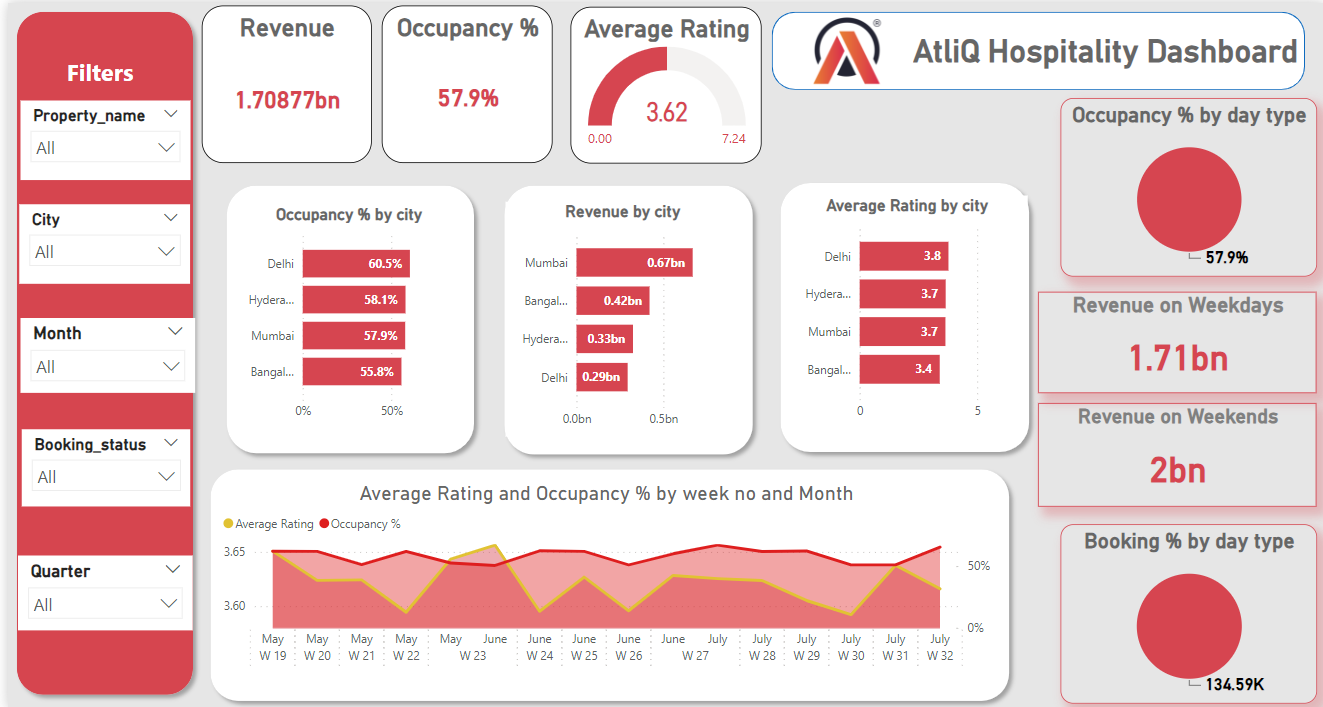 Filters
Property_name
All
City
All
Month
All
Booking_status
All
Quarter
All
Revenue
1.70877bn
Occupancy %
57.9%
Average Rating
3.62
0.00
7.24
®
AtliQ Hospitality Dashboard
Occupancy % by city
Delhi
60.5%
Hydera...
58.1%
Mumbai
57.9%
Bangal...
55.8%
0%
50%
Revenue by city
Mumbai
0.67bn
Bangal...
0.42bn
Hydera...
0.33bn
Delhi
0.29bn
0.0bn
0.5bn
Average Rating by city
Delhi
3.8
Hydera...
3.7
Mumbai
3.7
Bangal...
3.4
0
5
Occupancy % by day type
57.9%
Revenue on Weekdays
1.71bn
Revenue on Weekends
2bn
Booking % by day type
134.59K
Average Rating and Occupancy % by week no and Month
Average Rating Occupancy %
3.65
3.60
50%
0%
May May May May May June June June June June July July July July July July
W 19 W 20 W 21 W 22 W 23 W 24 W 25 W 26 W 27 W 28 W 29 W 30 W 31 W 32